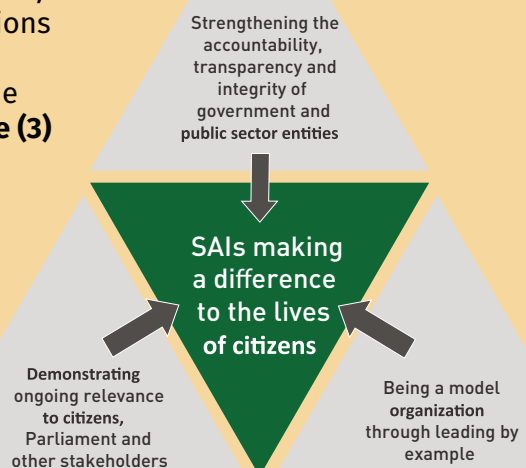 ions
e
e (3)
Strengthening the
accountability,
transparency and
integrity of
government and
public sector entities
SAIs making
a difference
to the lives
of citizens
Demonstrating
ongoing relevance
to citizens,
Parliament and
other stakeholders
Being a model
organization
through leading by
example